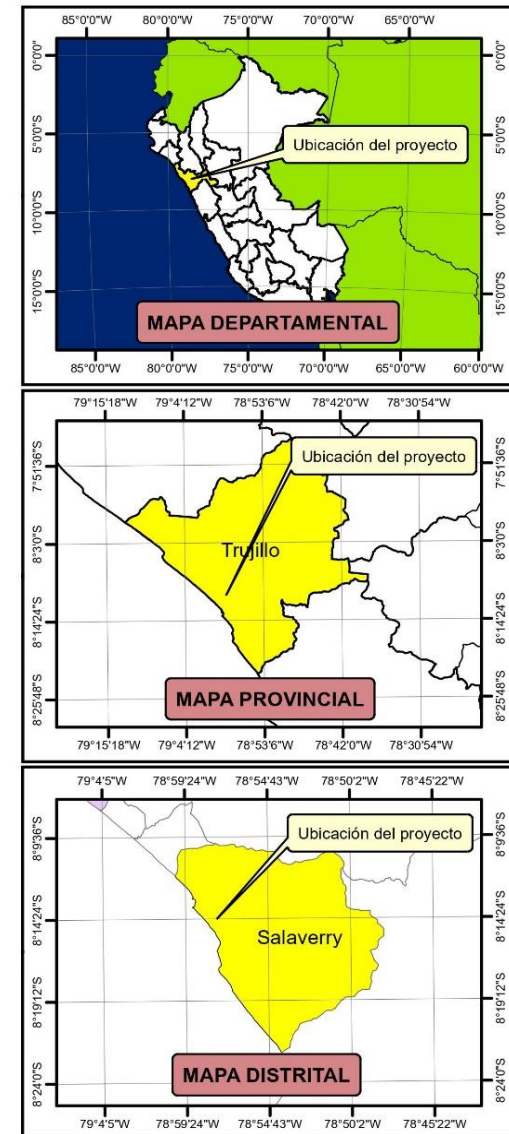 85°0'0"W 80°0'0"W 75°0'0"W 70°0'0"W 65°0'0"W
0°0'0" 5°0'0"S 10°0'0"S 15°0'0"S
Ubicación del proyecto
0°0'0" 5°0'0"S 10°0'0"S 15°0'0"S
MAPA DEPARTAMENTAL
85°0'0"W 80°0'0"W 75°0'0"W 70°0'0"W 65°0'0"W 60°0'0"W
79°15'18"W 79°4'12"W 78°53'6"W 78°42'0"W 78°30'54"W
7°51'36"S 8°3'0"S 8°14'24"S 8°25'48"S
Ubicación del proyecto
Trujillo
7°51'36"S 8°3'0"S 8°14'24"S 8°25'48"S
MAPA PROVINCIAL
79°15'18"W 79°4'12"W 78°53'6"W 78°42'0"W 78°30'54"W
79°4'5"W 78°59'24"W 78°54'43"W 78°50'2"W 78°45'22"W
8°9'36"S 8°14'24"S 8°19'12"S 8°24'0"S
Ubicación del proyecto
Salaverry
8°9'36"S 8°14'24"S 8°19'12"S 8°24'0"S
MAPA DISTRITAL
79°4'5"W 78°59'24"W 78°54'43"W 78°50'2"W 78°45'22"W